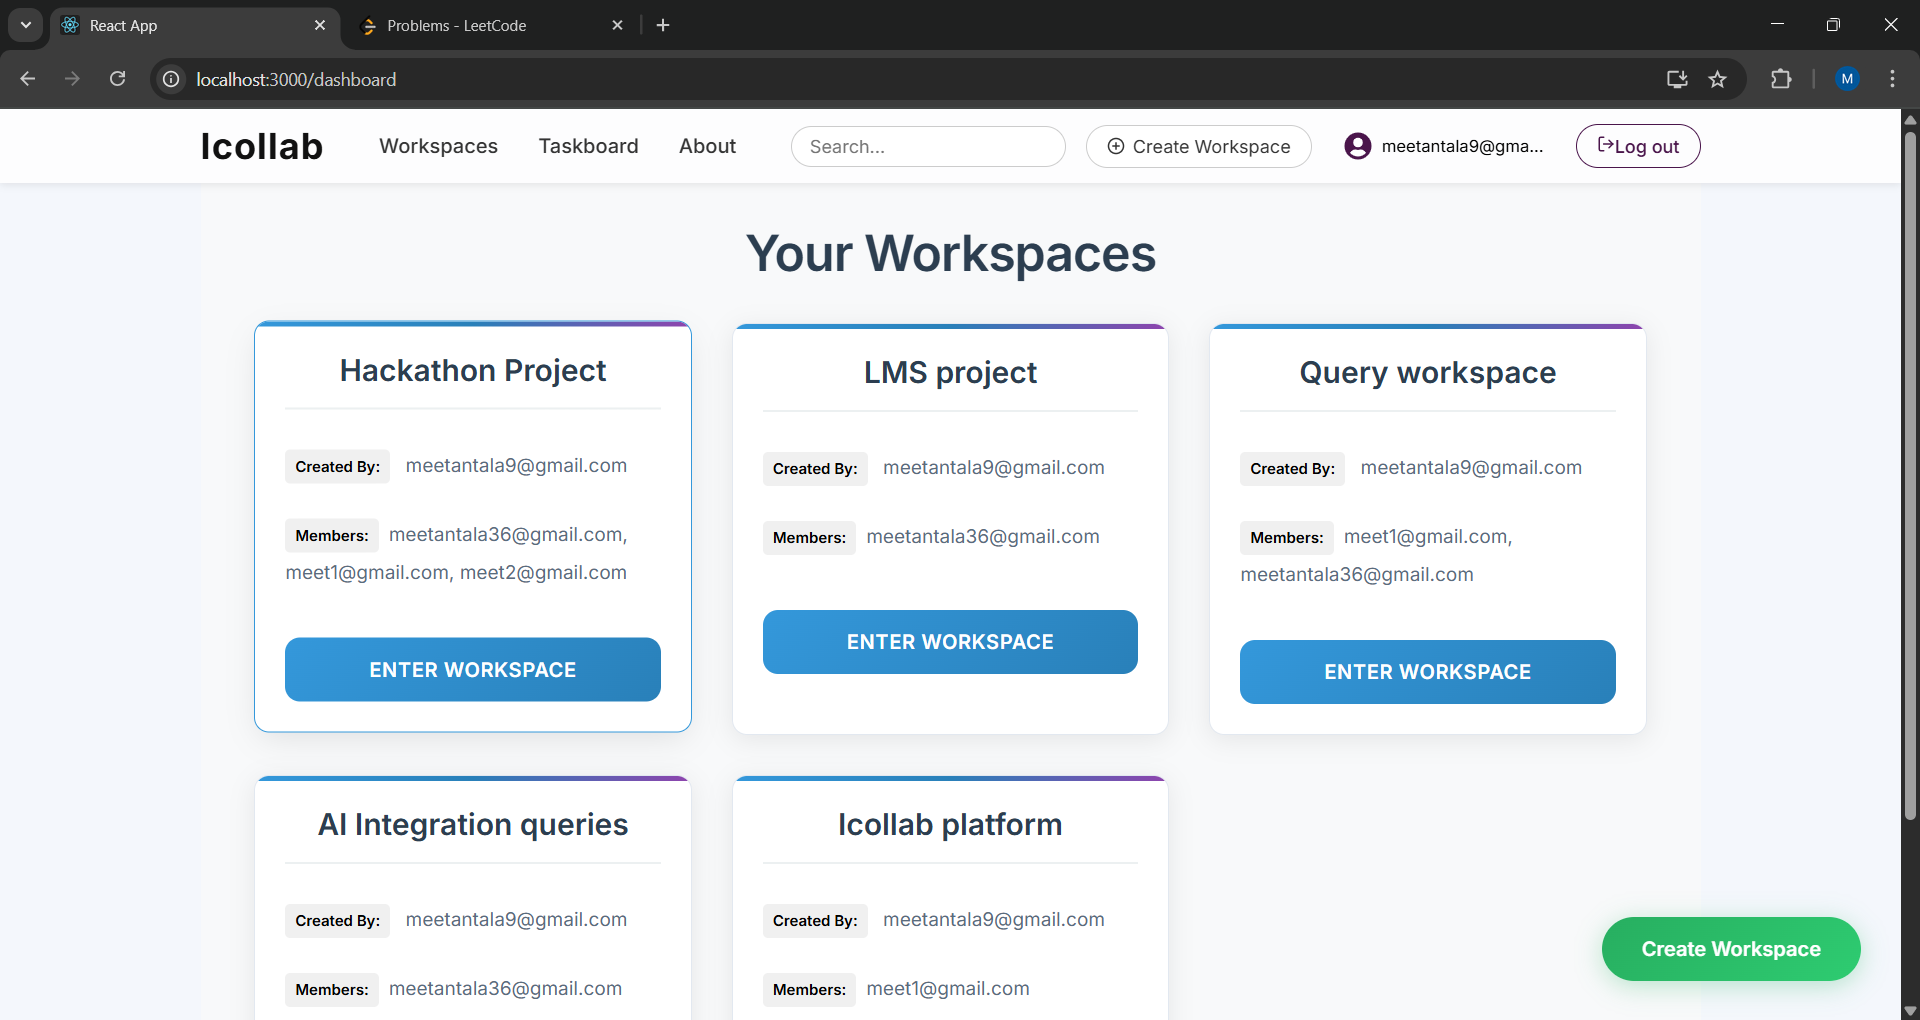 React App
Problems - LeetCode
localhost:3000/dashboard
M
Icollab
Workspaces
Taskboard
About
Search...
Create Workspace
meetantala9@gma...
Log out
Your Workspaces
Hackathon Project
Created By: meetantala9@gmail.com
Members: meetantala36@gmail.com,
meet1@gmail.com, meet2@gmail.com
ENTER WORKSPACE
LMS project
Created By: meetantala9@gmail.com
Members: meetantala36@gmail.com
ENTER WORKSPACE
Query workspace
Created By: meetantala9@gmail.com
Members: meet1@gmail.com,
meetantala36@gmail.com
ENTER WORKSPACE
AI Integration queries
Created By: meetantala9@gmail.com
Members: meetantala36@gmail.com
Icollab platform
Created By: meetantala9@gmail.com
Members: meet1@gmail.com
Create Workspace